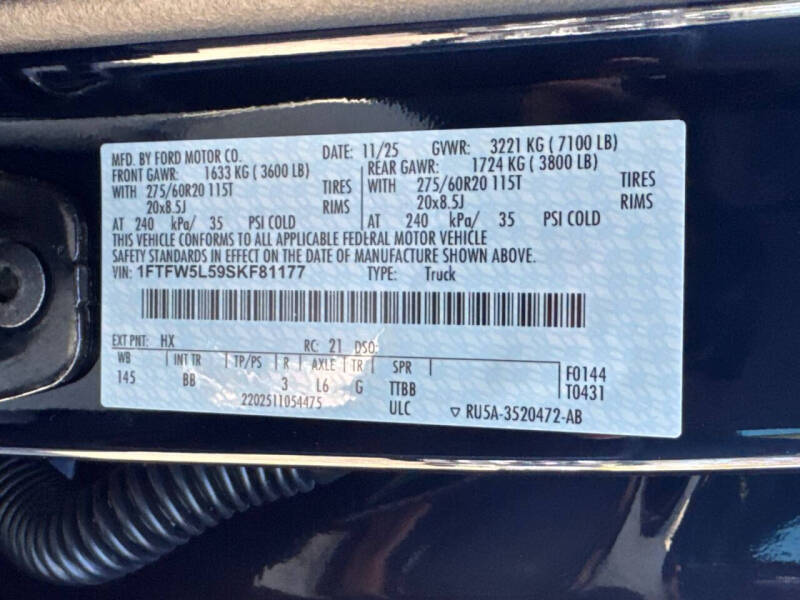 MFD. BY FORD MOTOR CO. DATE: 11/25 GVWR: 3221 KG ( 7100 LB)
FRONT GAWR: 1633 KG ( 3600 LB) REAR GAWR: 1724 KG ( 3800 LB)
WITH 275/60R20 115T TIRES WITH 275/60R20 115T TIRES
20x8.5J RIMS 20x8.5J RIMS
AT 240 kPa/ 35 PSI COLD AT 240 kPa/ 35 PSI COLD
THIS VEHICLE CONFORMS TO ALL APPLICABLE FEDERAL MOTOR VEHICLE
SAFETY STANDARDS IN EFFECT ON THE DATE OF MANUFACTURE SHOWN ABOVE.
VIN: 1FTFW5L59SKF81177 TYPE: Truck
EXT PNT: HX RC: 21 DSO:
WB INT TR TP/PS R AXLE TR SPR F0144
145 BB 3 L6 G TTBB T0431
2202511054475 ULC ▽ RU5A-3520472-AB